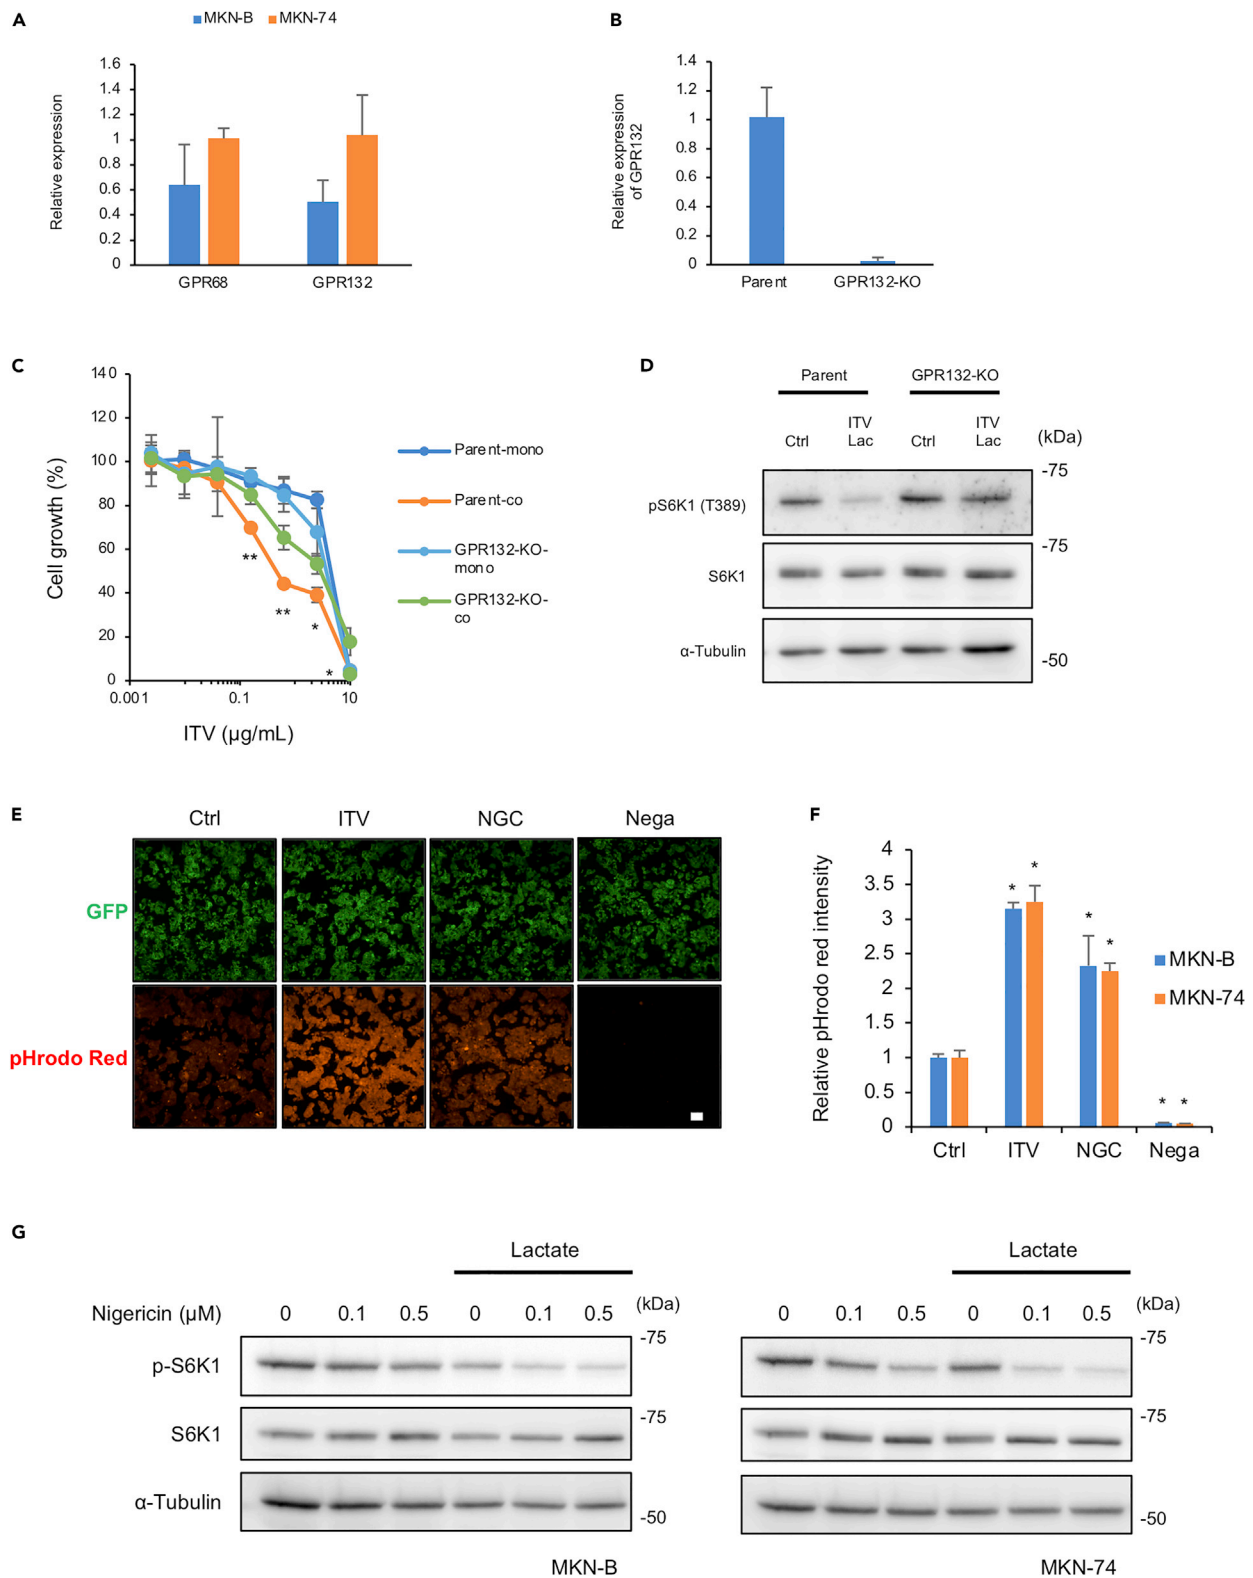 A
MKN-B MKN-74
Relative expression
1.6
1.4
1.2
1
0.8
0.6
0.4
0.2
0
GPR68 GPR132
B
Relative expression
of GPR132
1.4
1.2
1
0.8
0.6
0.4
0.2
0
Parent GPR132-KO
C
Cell growth (%)
140
120
100
80
60
40
20
0
0.001 0.1 10
ITV (µg/mL)
**
**
*
*
Parent-mono
Parent-co
GPR132-KO-
mono
GPR132-KO-
co
D
Parent GPR132-KO
Ctrl ITV Lac Ctrl ITV Lac (kDa)
-75
pS6K1 (T389)
-75
S6K1
α-Tubulin
-50
E
Ctrl ITV NGC Nega
GFP
pHrodo Red
F
Relative pHrodo red intensity
4
3.5
3
2.5
2
1.5
1
0.5
0
* *
* *
* *
Ctrl ITV NGC Nega
MKN-B
MKN-74
G
Lactate
Nigericin (µM) 0 0.1 0.5 0 0.1 0.5 (kDa)
-75
p-S6K1
-75
S6K1
α-Tubulin
-50
MKN-B
Lactate
0 0.1 0.5 0 0.1 0.5 (kDa)
-75
-75
-50
MKN-74